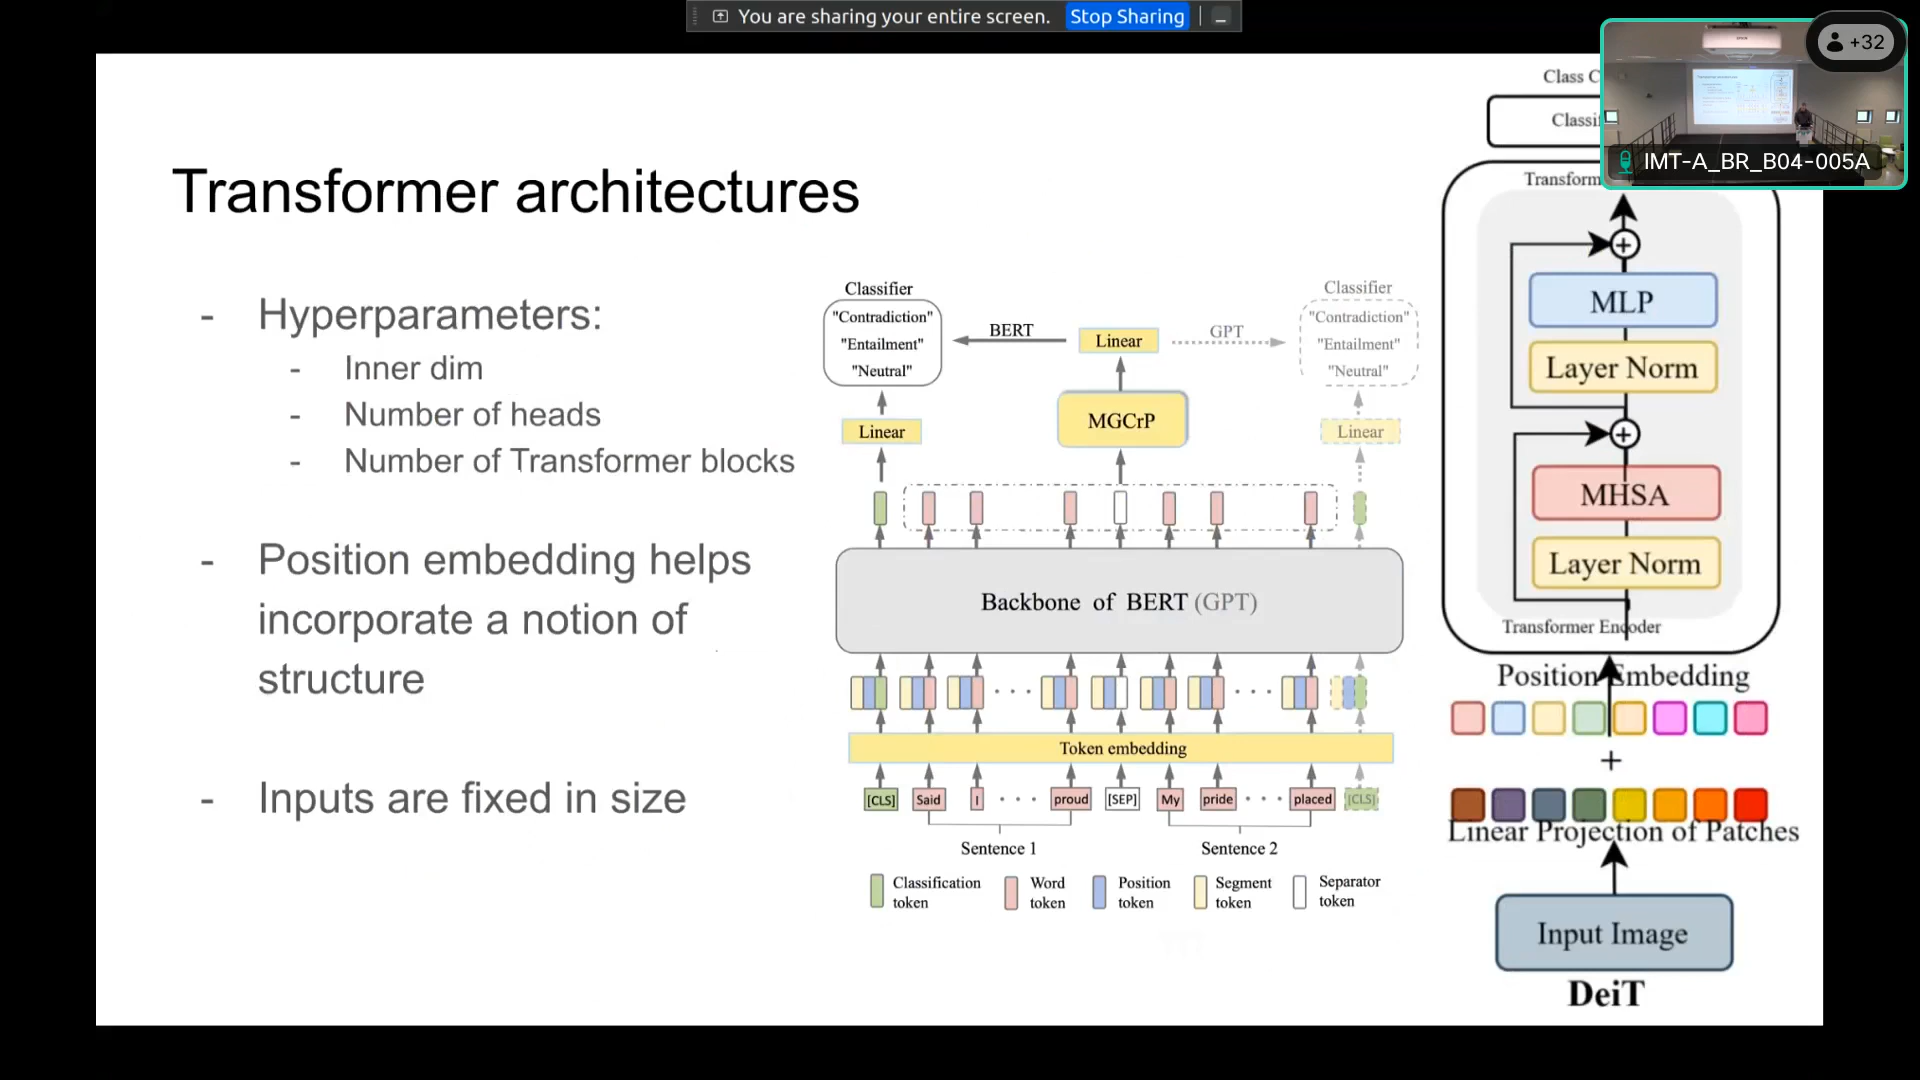 You are sharing your entire screen. Stop Sharing
+32
IMT-A_BR_B04-005A
Transformer architectures
- Hyperparameters:
- Inner dim
- Number of heads
- Number of Transformer blocks
- Position embedding helps
incorporate a notion of
structure
- Inputs are fixed in size
Classifier
"Contradiction"
"Entailment"
"Neutral"
BERT
Linear
GPT
Classifier
"Contradiction"
"Entailment"
"Neutral"
Linear
MGCrP
Linear
Backbone of BERT (GPT)
Token embedding
[CLS] Said I · · · proud [SEP] My pride · · · placed [CLS]
Sentence 1
Sentence 2
Classification
token
Word
token
Position
token
Segment
token
Separator
token
Class C
Classi
Transform
+
MLP
Layer Norm
+
MHSA
Layer Norm
Transformer Encoder
Position Embedding
+
Linear Projection of Patches
Input Image
DeiT